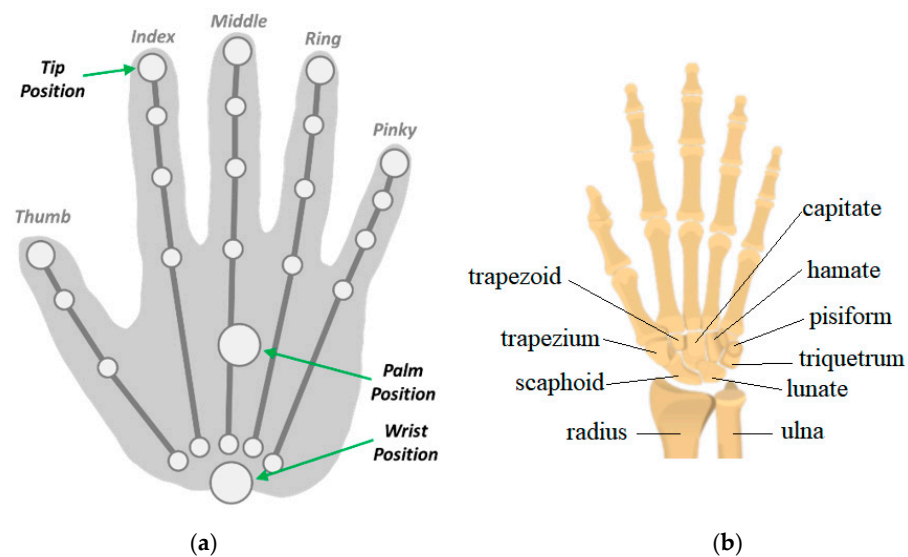 Middle
Index
Ring
Tip
Position
Pinky
Thumb
Palm
Position
Wrist
Position
(a)
capitate
trapezoid
hamate
pisiform
trapezium
triquetrum
scaphoid
lunate
radius
ulna
(b)